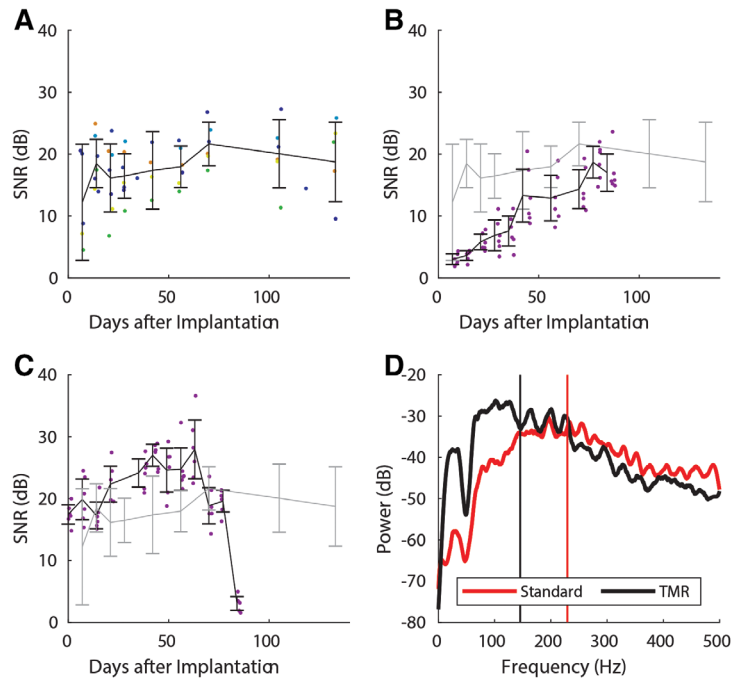 A
SNR (dB)
40
30
20
10
0
0 50 100
Days after Implantation
B
SNR (dB)
40
30
20
10
0
0 50 100
Days after Implantation
C
SNR (dB)
40
30
20
10
0
0 50 100
Days after Implantation
D
Power (dB)
-20
-30
-40
-50
-60
-70
-80
Standard TMR
0 100 200 300 400 500
Frequency (Hz)